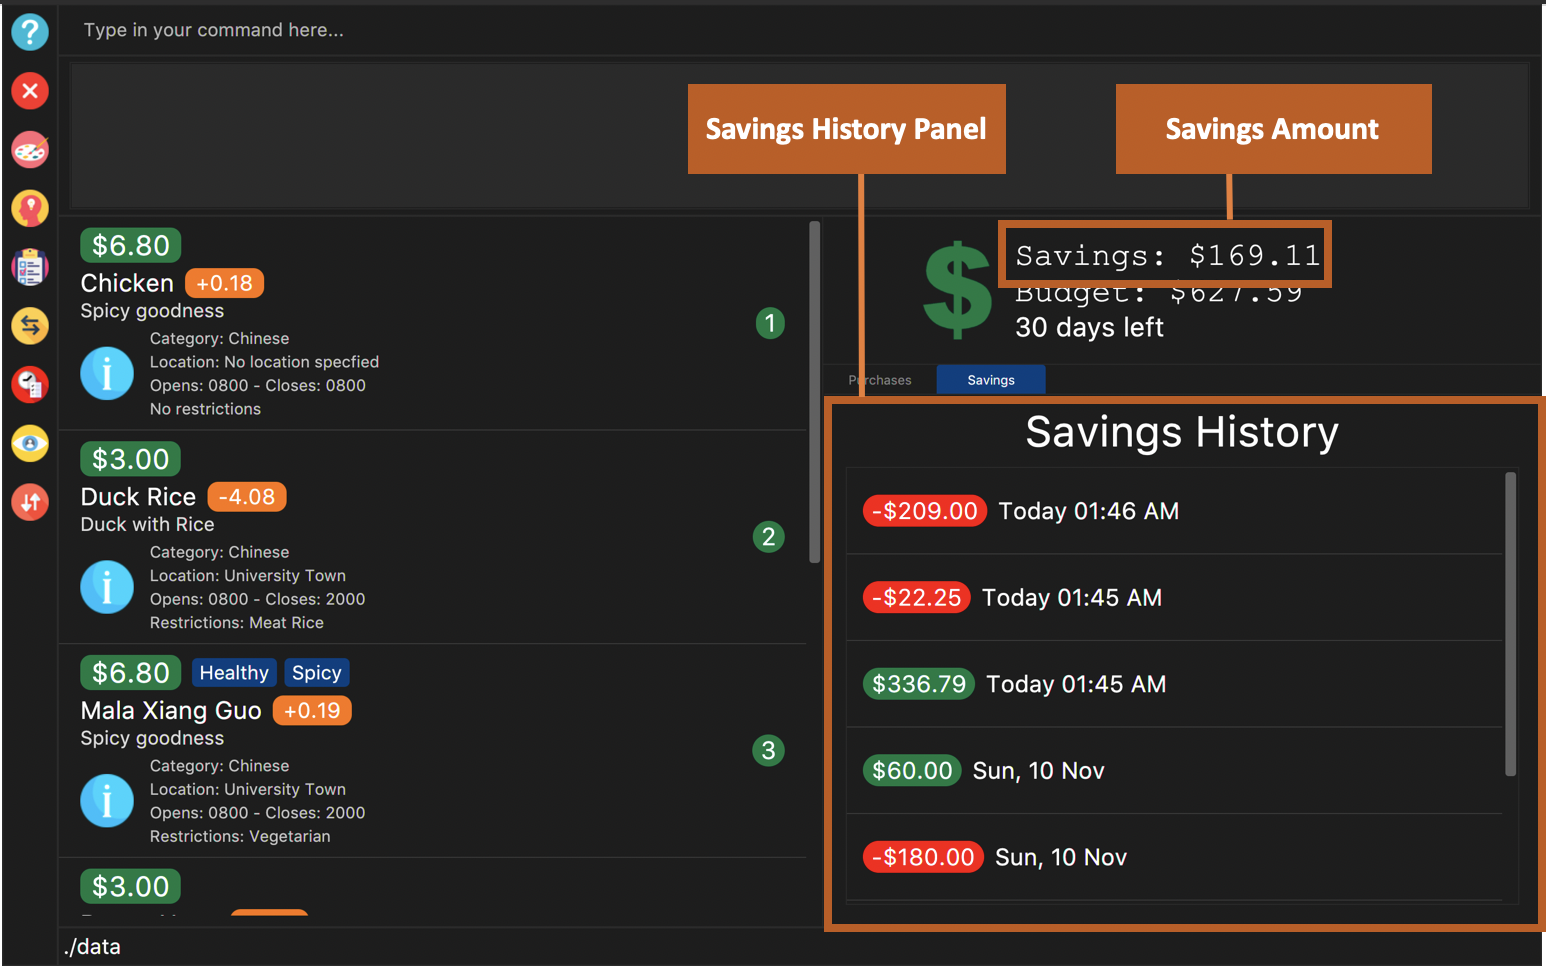 Type in your command here...
Savings History Panel
Savings Amount
$6.80
Chicken +0.18
Spicy goodness
Category: Chinese
Location: No location specfied
Opens: 0800 - Closes: 0800
No restrictions
1
$3.00
Duck Rice -4.08
Duck with Rice
Category: Chinese
Location: University Town
Opens: 0800 - Closes: 2000
Restrictions: Meat Rice
2
$6.80 Healthy Spicy
Mala Xiang Guo +0.19
Spicy goodness
Category: Chinese
Location: University Town
Opens: 0800 - Closes: 2000
Restrictions: Vegetarian
3
$3.00
./data
$
Savings: $169.11
Budget: $627.59
30 days left
Purchases Savings
Savings History
-$209.00 Today 01:46 AM
-$22.25 Today 01:45 AM
$336.79 Today 01:45 AM
$60.00 Sun, 10 Nov
-$180.00 Sun, 10 Nov